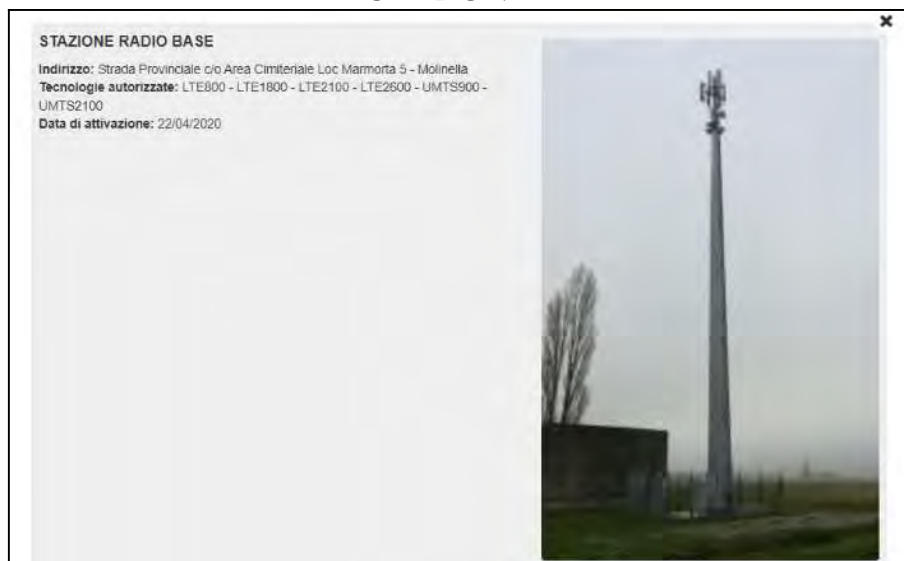 STAZIONE RADIO BASE
Indirizzo: Strada Provinciale c/o Area Cimiteriale Loc Marmorta 5 - Molinella
Tecnologie autorizzate: LTE800 - LTE1800 - LTE2100 - LTE2600 - UMTS900 -
UMTS2100
Data di attivazione: 22/04/2020